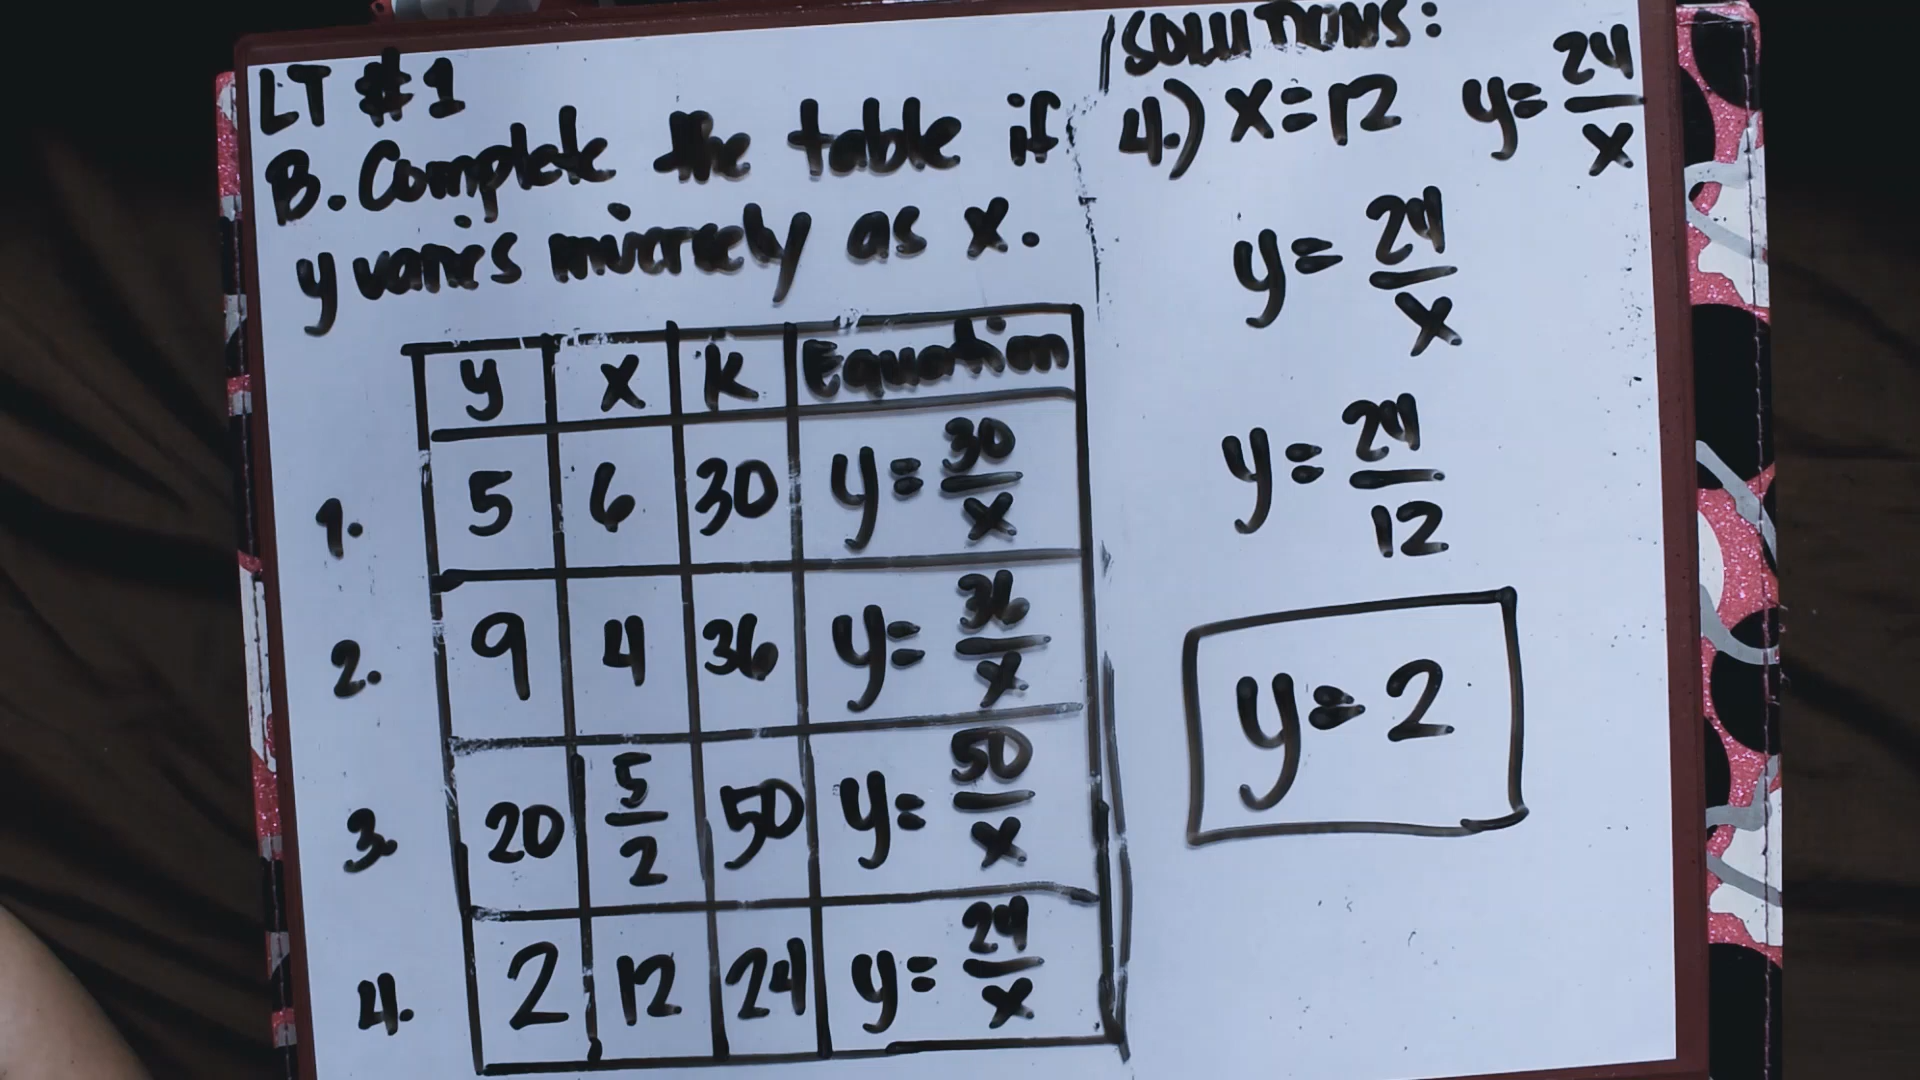 LT #1
B. Complete the table if
y varies inversely as x.
y x k Equation
1. 5 6 30 y = 30/x
2. 9 4 36 y = 36/x
3. 20 5/2 50 y = 50/x
4. 2 12 24 y = 24/x
SOLUTIONS:
4.) x = 12 y = 24/x
y = 24/x
y = 24/12
y = 2